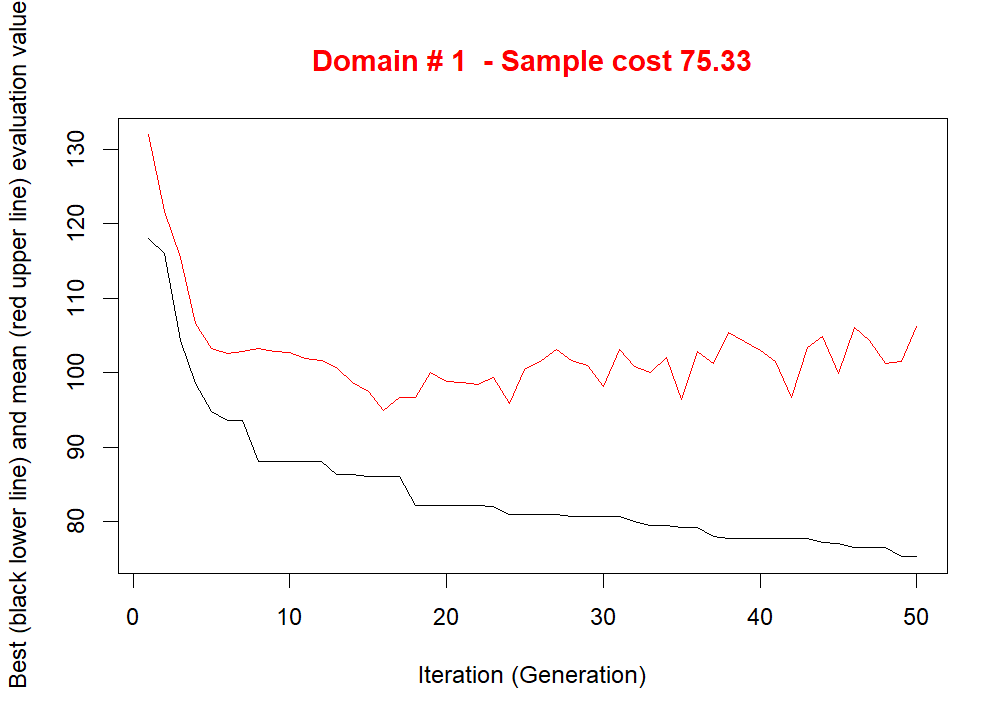 Domain # 1  - Sample cost 75.33
Best (black lower line) and mean (red upper line) evaluation value
130
120
110
100
90
80
0 10 20 30 40 50
Iteration (Generation)